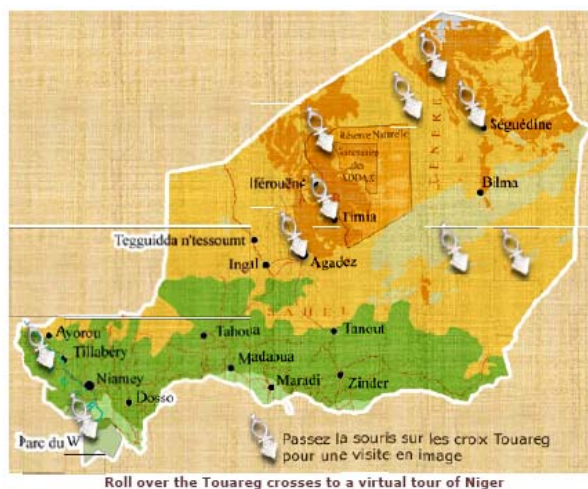 Séguédine
TENERE
Réserve Naturelle
Sanctuaire
des
ADDAX
Iférouène
Bilma
Timia
Tegguidda n'tessoumt
Ingal
Agadez
SAHEL
Ayorou
Tahoua
Tanout
Tillabéry
Madaoua
Niamey
Maradi
Zinder
Dosso
Parc du W
Passez la souris sur les croix Touareg
pour une visite en image
Roll over the Touareg crosses to a virtual tour of Niger